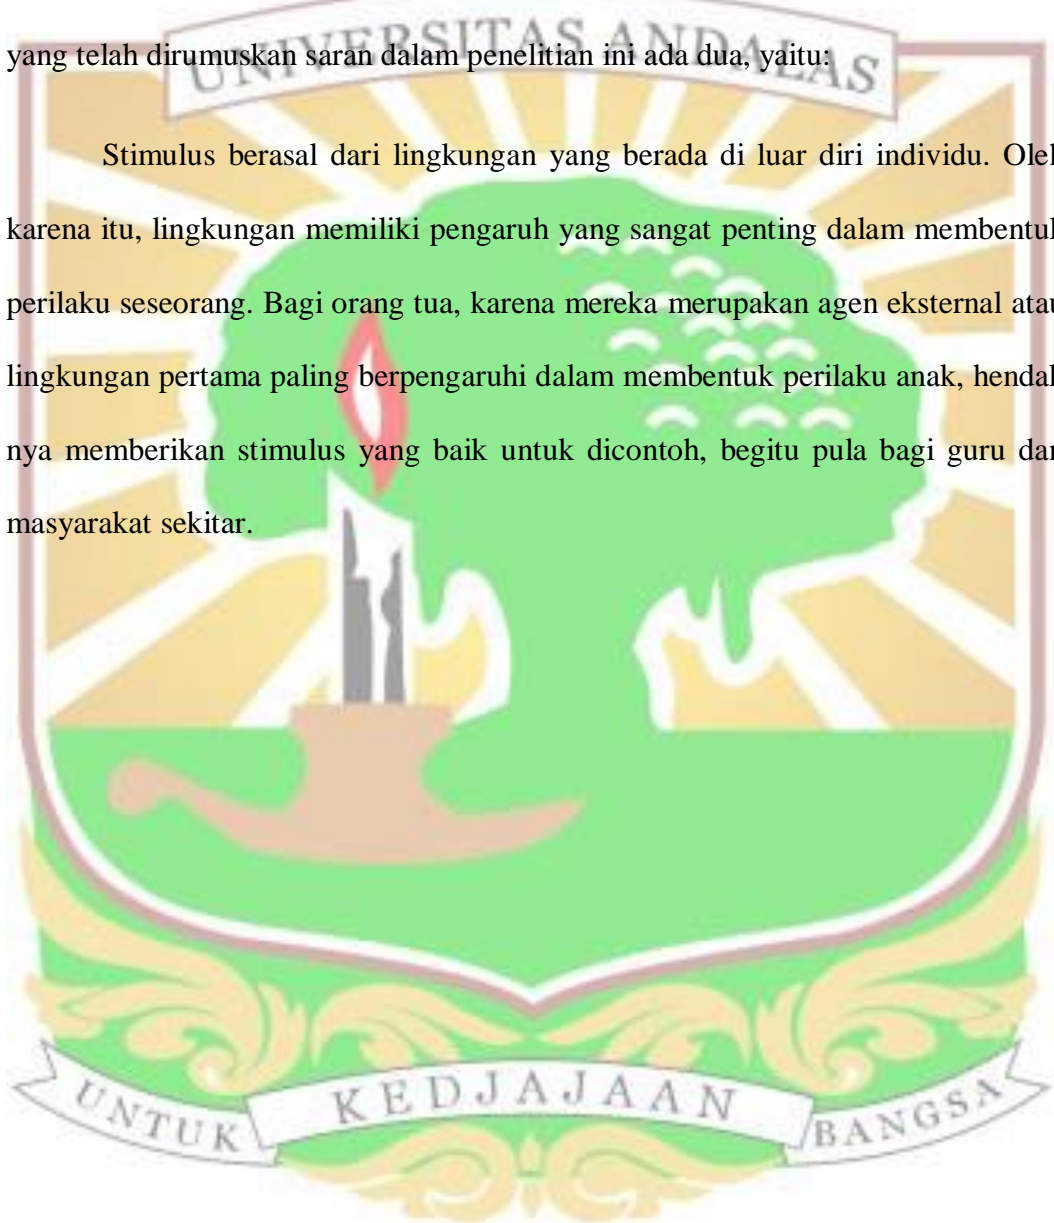 UNIVERSITAS ANDALAS
yang telah dirumuskan saran dalam penelitian ini ada dua, yaitu:
Stimulus berasal dari lingkungan yang berada di luar diri individu. Oleh
karena itu, lingkungan memiliki pengaruh yang sangat penting dalam membentuk
perilaku seseorang. Bagi orang tua, karena mereka merupakan agen eksternal atau
lingkungan pertama paling berpengaruhi dalam membentuk perilaku anak, hendak
nya memberikan stimulus yang baik untuk dicontoh, begitu pula bagi guru dan
masyarakat sekitar.
UNTUK KEDJAJAAN BANGSA